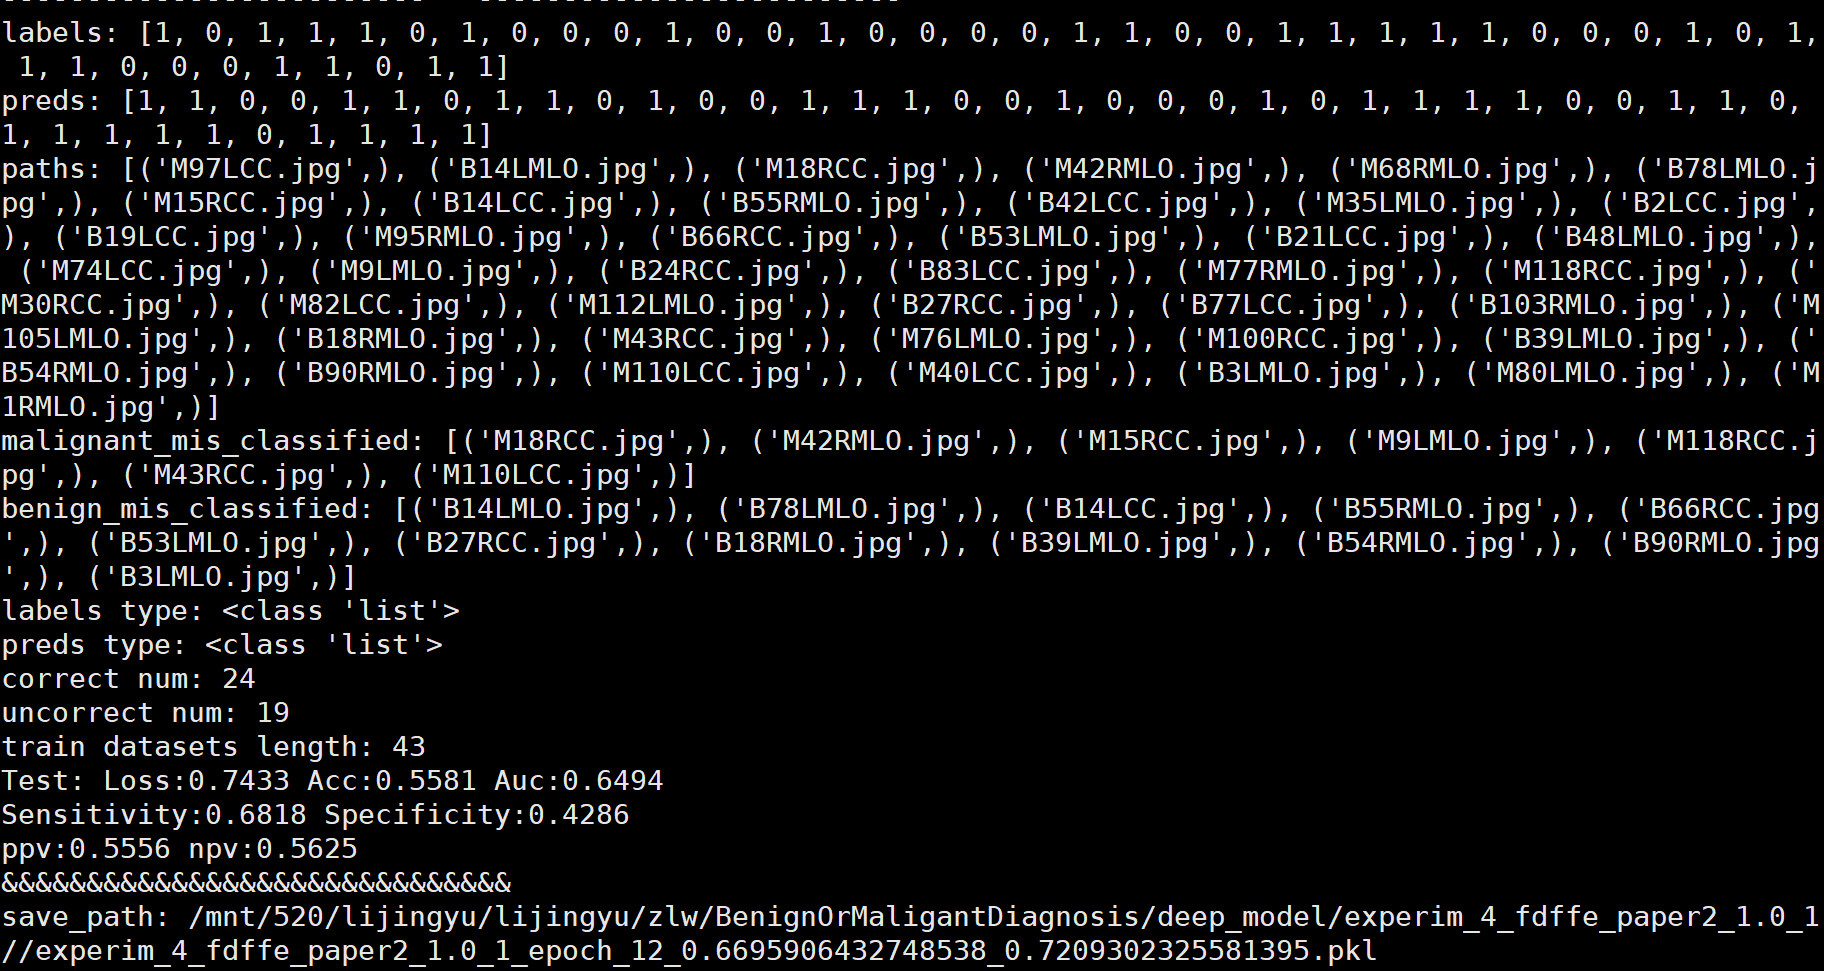 labels: [1, 0, 1, 1, 1, 0, 1, 0, 0, 0, 1, 0, 0, 1, 0, 0, 0, 0, 1, 1, 0, 0, 1, 1, 1, 1, 1, 0, 0, 0, 1, 0, 1,
 1, 1, 0, 0, 0, 1, 1, 0, 1, 1]
preds: [1, 1, 0, 0, 1, 1, 0, 1, 1, 0, 1, 0, 0, 1, 1, 1, 0, 0, 1, 0, 0, 0, 1, 0, 1, 1, 1, 1, 0, 0, 1, 1, 0,
1, 1, 1, 1, 1, 0, 1, 1, 1, 1]
paths: [('M97LCC.jpg',), ('B14LMLO.jpg',), ('M18RCC.jpg',), ('M42RMLO.jpg',), ('M68RMLO.jpg',), ('B78LMLO.j
pg',), ('M15RCC.jpg',), ('B14LCC.jpg',), ('B55RMLO.jpg',), ('B42LCC.jpg',), ('M35LMLO.jpg',), ('B2LCC.jpg',
), ('B19LCC.jpg',), ('M95RMLO.jpg',), ('B66RCC.jpg',), ('B53LMLO.jpg',), ('B21LCC.jpg',), ('B48LMLO.jpg',),
 ('M74LCC.jpg',), ('M9LMLO.jpg',), ('B24RCC.jpg',), ('B83LCC.jpg',), ('M77RMLO.jpg',), ('M118RCC.jpg',), ('
M30RCC.jpg',), ('M82LCC.jpg',), ('M112LMLO.jpg',), ('B27RCC.jpg',), ('B77LCC.jpg',), ('B103RMLO.jpg',), ('M
105LMLO.jpg',), ('B18RMLO.jpg',), ('M43RCC.jpg',), ('M76LMLO.jpg',), ('M100RCC.jpg',), ('B39LMLO.jpg',), ('
B54RMLO.jpg',), ('B90RMLO.jpg',), ('M110LCC.jpg',), ('M40LCC.jpg',), ('B3LMLO.jpg',), ('M80LMLO.jpg',), ('M
1RMLO.jpg',)]
malignant_mis_classified: [('M18RCC.jpg',), ('M42RMLO.jpg',), ('M15RCC.jpg',), ('M9LMLO.jpg',), ('M118RCC.j
pg',), ('M43RCC.jpg',), ('M110LCC.jpg',)]
benign_mis_classified: [('B14LMLO.jpg',), ('B78LMLO.jpg',), ('B14LCC.jpg',), ('B55RMLO.jpg',), ('B66RCC.jpg
',), ('B53LMLO.jpg',), ('B27RCC.jpg',), ('B18RMLO.jpg',), ('B39LMLO.jpg',), ('B54RMLO.jpg',), ('B90RMLO.jpg
',), ('B3LMLO.jpg',)]
labels type: <class 'list'>
preds type: <class 'list'>
correct num: 24
uncorrect num: 19
train datasets length: 43
Test: Loss:0.7433 Acc:0.5581 Auc:0.6494
Sensitivity:0.6818 Specificity:0.4286
ppv:0.5556 npv:0.5625
&&&&&&&&&&&&&&&&&&&&&&&&&&&&&&
save_path: /mnt/520/lijingyu/lijingyu/zlw/BenignOrMaligantDiagnosis/deep_model/experim_4_fdffe_paper2_1.0_1
//experim_4_fdffe_paper2_1.0_1_epoch_12_0.6695906432748538_0.7209302325581395.pkl